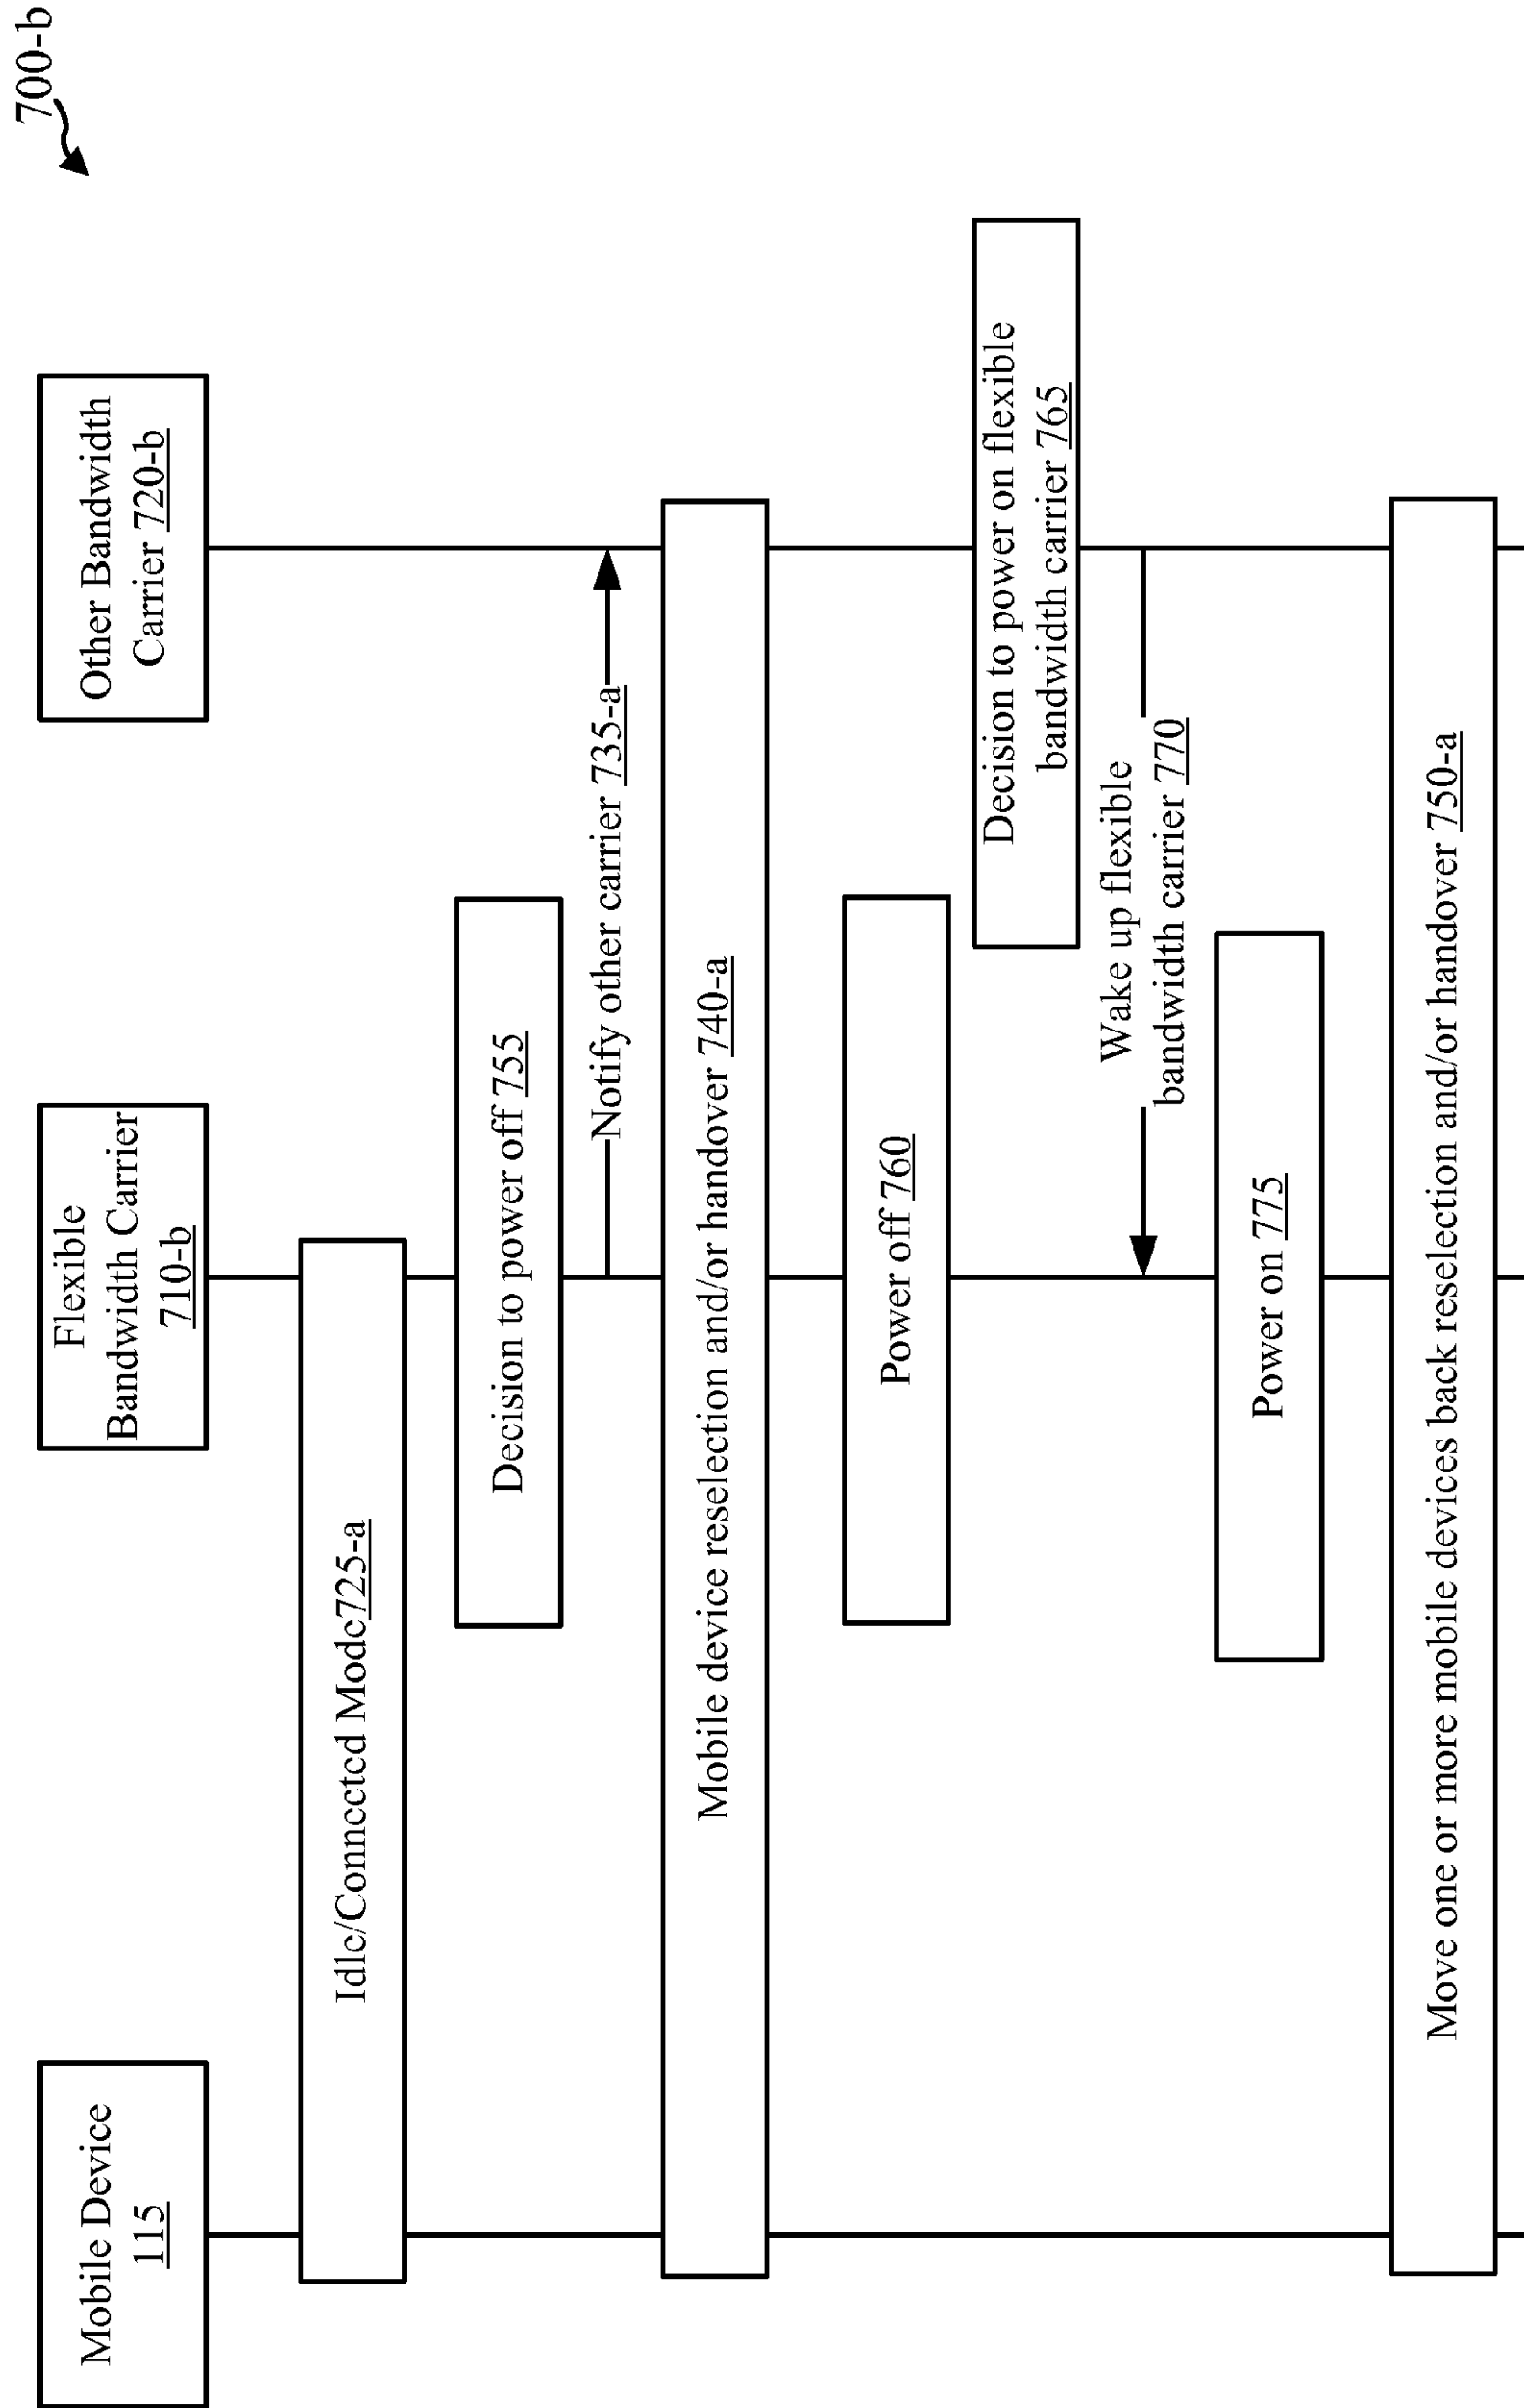 700-b
Mobile Device
115
Flexible
Bandwidth Carrier
710-b
Other Bandwidth
Carrier 720-b
Idle/Connected Mode725-a
Decision to power off 755
Notify other carrier 735-a
Mobile device reselection and/or handover 740-a
Power off 760
Decision to power on flexible
bandwidth carrier 765
Wake up flexible
bandwidth carrier 770
Power on 775
Move one or more mobile devices back reselection and/or handover 750-a